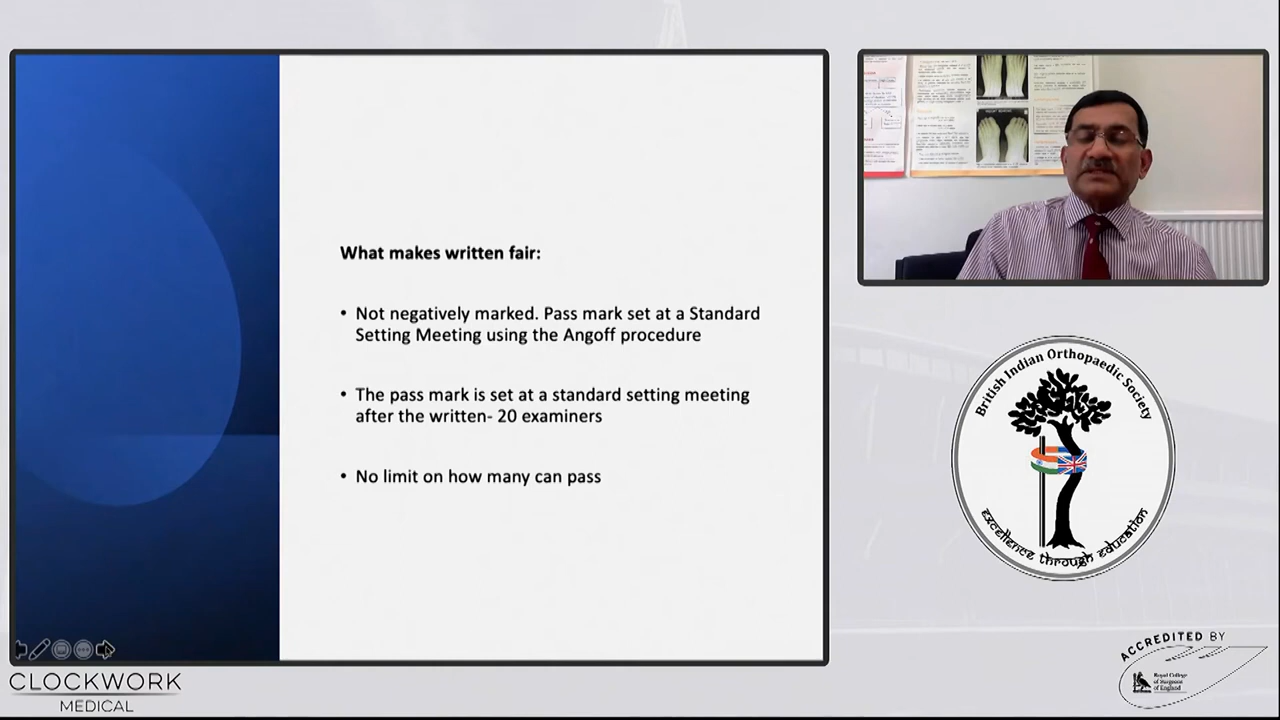 What makes written fair:
• Not negatively marked. Pass mark set at a Standard
Setting Meeting using the Angoff procedure
• The pass mark is set at a standard setting meeting
after the written- 20 examiners
• No limit on how many can pass
British Indian Orthopaedic Society
excellence through education
ACCREDITED BY
Royal College
of Surgeons
of England
CLOCKWORK
MEDICAL